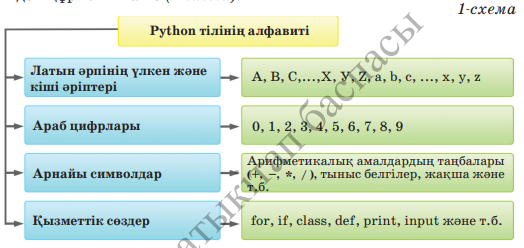 1-схема
Python тілінің алфавиті
Латын әрпінің үлкен және
кіші әріптері
A, B, C,...,X, Y, Z, a, b, c, ..., x, y, z
Араб цифрлары
0, 1, 2, 3, 4, 5, 6, 7, 8, 9
Арнайы символдар
Арифметикалық амалдардың таңбалары
(+, –, *, / ), тыныс белгілер, жақша және
т.б.
Қызметтік сөздер
for, if, class, def, print, input және т.б.
баспасы